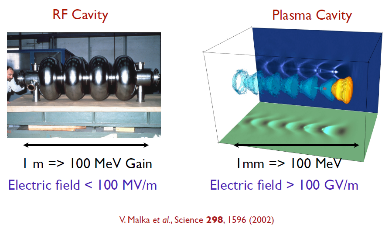 RF Cavity
Plasma Cavity
1 m => 100 MeV Gain
1mm => 100 MeV
Electric field < 100 MV/m
Electric field > 100 GV/m
V. Malka et al., Science 298, 1596 (2002)